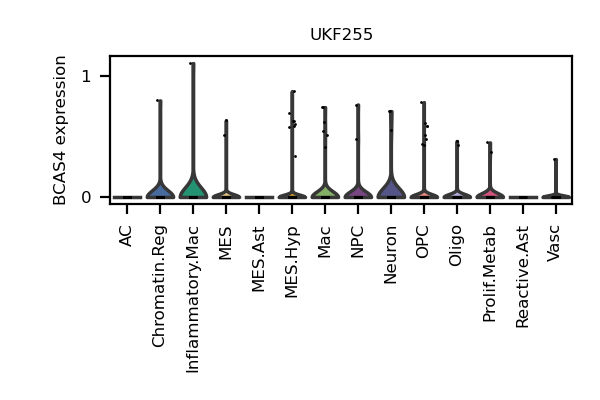 UKF255
BCAS4 expression
1
0
AC
Chromatin.Reg
Inflammatory.Mac
MES
MES.Ast
MES.Hyp
Mac
NPC
Neuron
OPC
Oligo
Prolif.Metab
Reactive.Ast
Vasc